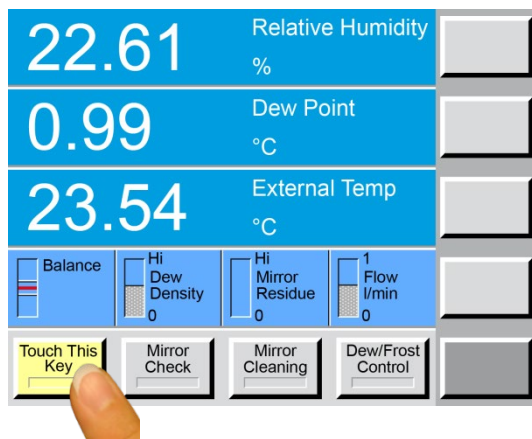 22.61 Relative Humidity
%
0.99 Dew Point
°C
23.54 External Temp
°C
Balance
Hi
Dew
Density
0
Hi
Mirror
Residue
0
1
Flow
l/min
0
Touch This
Key
Mirror
Check
Mirror
Cleaning
Dew/Frost
Control